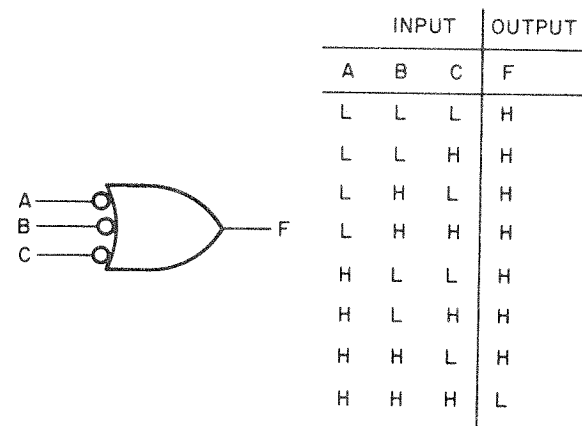 INPUT OUTPUT
A B C F
L L L H
L L H H
L H L H
L H H H
H L L H
H L H H
H H L H
H H H L
A
B F
C